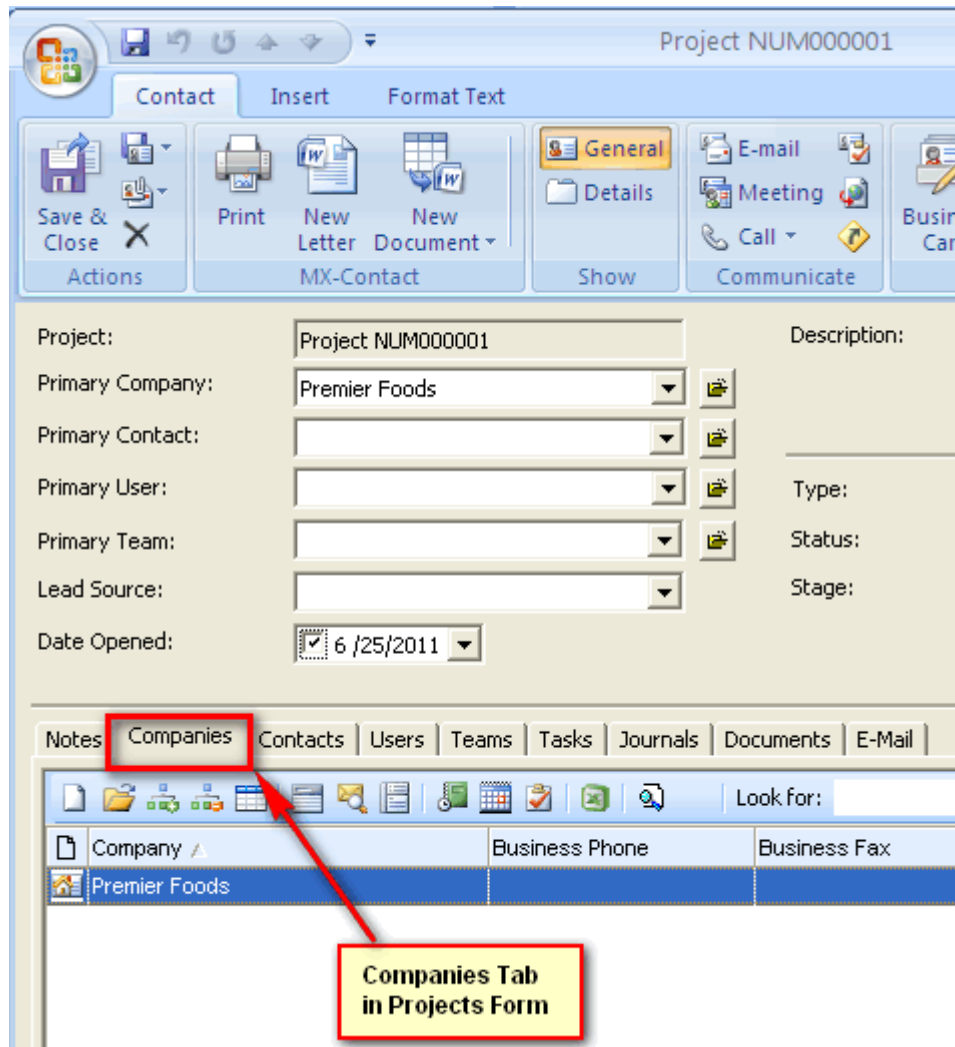 Project NUM000001
Contact Insert Format Text
Save & Close
Print
New Letter
New Document
General
Details
E-mail
Meeting
Call
Actions MX-Contact Show Communicate
Project: Project NUM000001 Description:
Primary Company: Premier Foods
Primary Contact:
Primary User: Type:
Primary Team: Status:
Lead Source: Stage:
Date Opened: 6 /25/2011
Notes Companies Contacts Users Teams Tasks Journals Documents E-Mail
Look for:
Company Business Phone Business Fax
Premier Foods
Companies Tab
in Projects Form